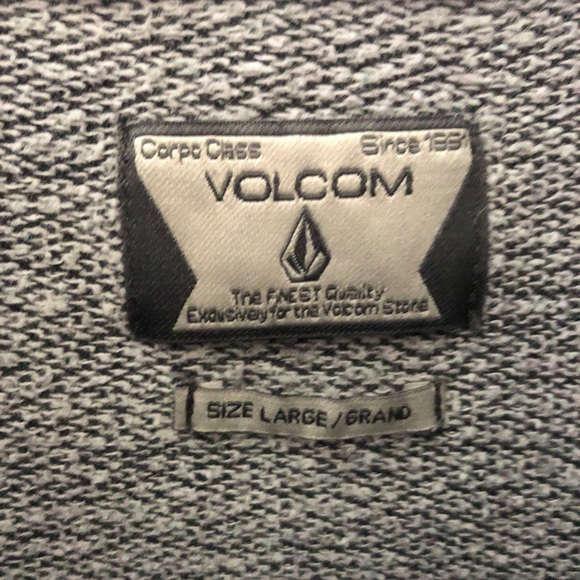 Corpo Class Since 1991
VOLCOM
The FINEST Quality
Exclusively for the Volcom Stone
SIZE LARGE/GRAND